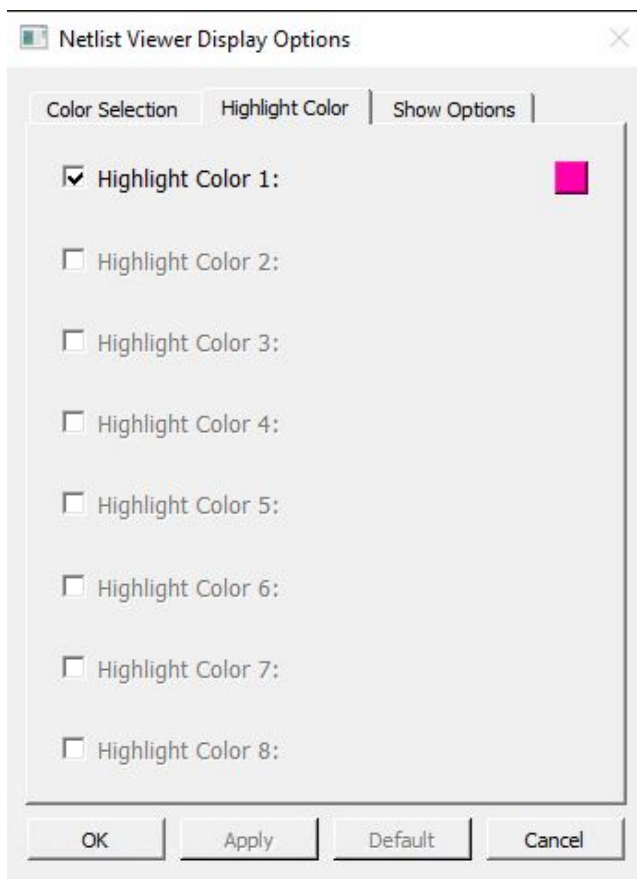 Netlist Viewer Display Options
Color Selection Highlight Color Show Options
Highlight Color 1:
Highlight Color 2:
Highlight Color 3:
Highlight Color 4:
Highlight Color 5:
Highlight Color 6:
Highlight Color 7:
Highlight Color 8:
OK Apply Default Cancel